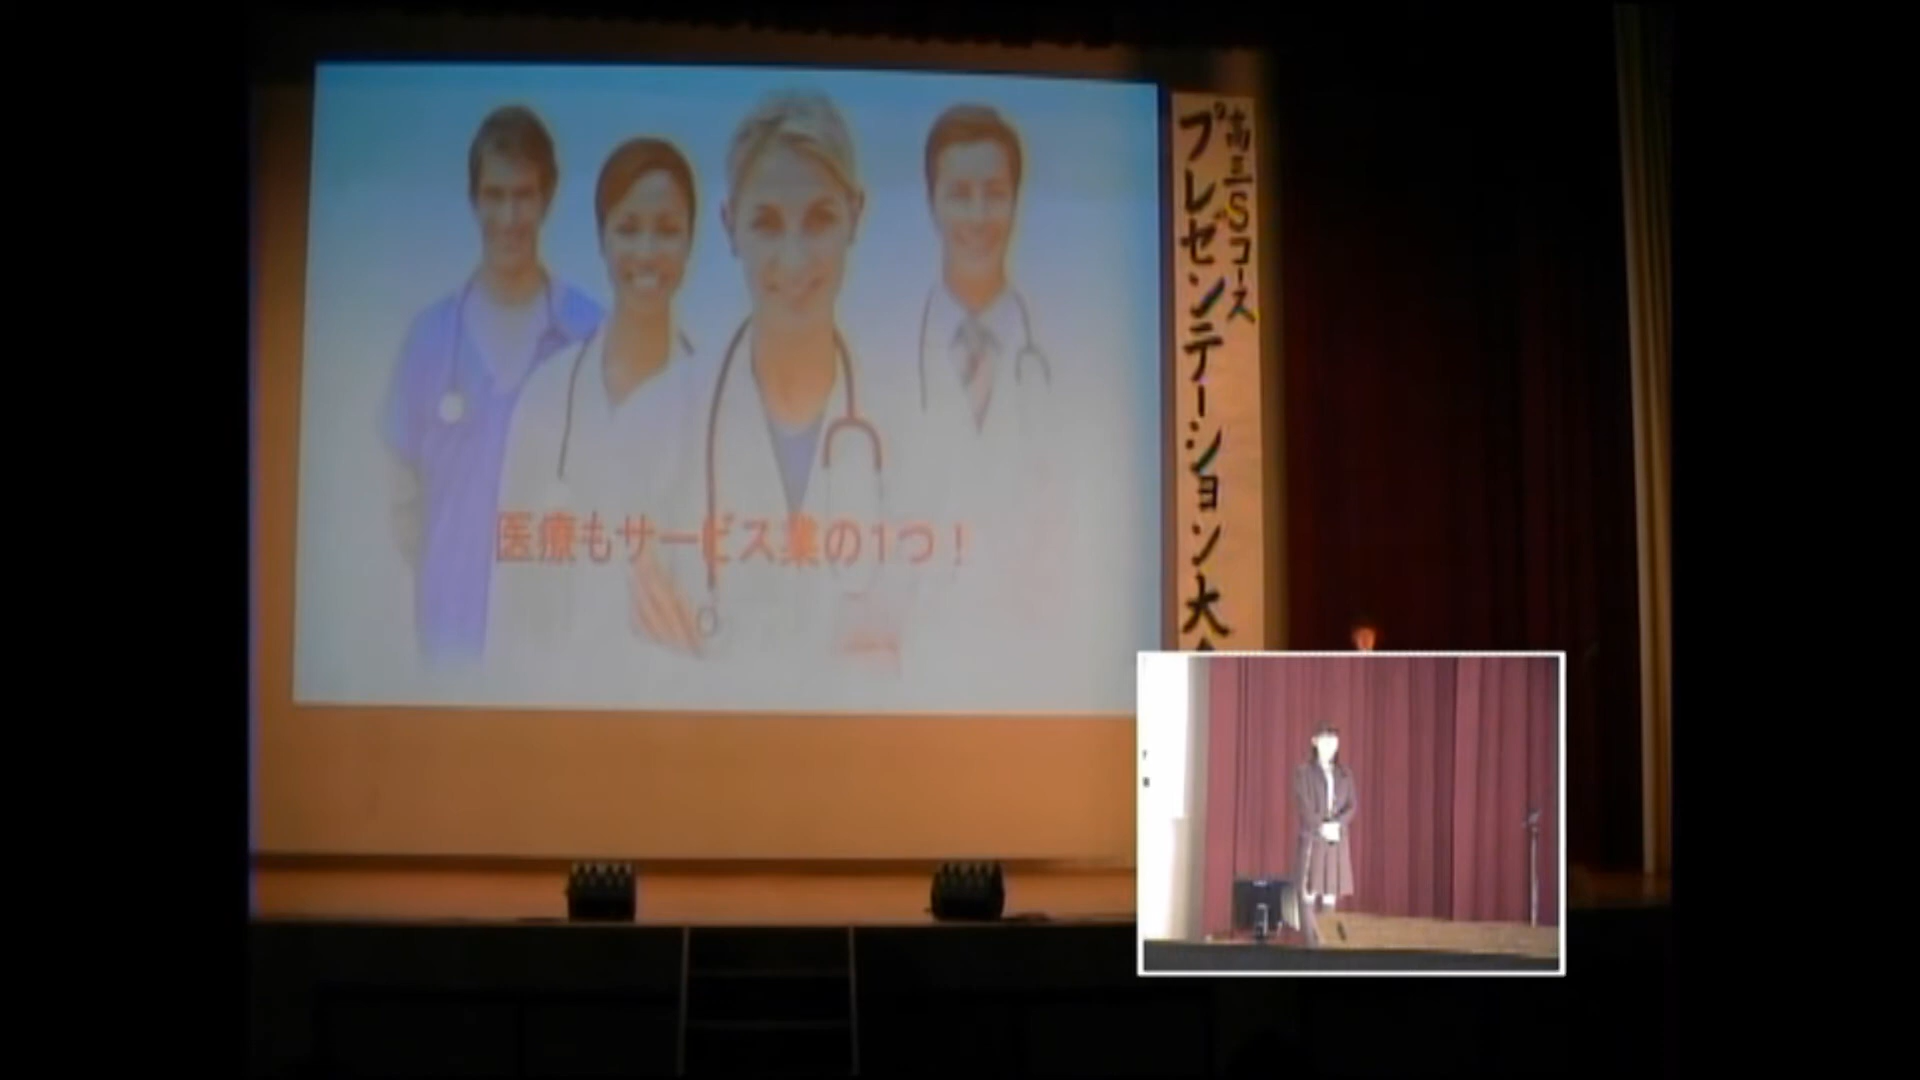 医療もサービス業の1つ!
高三Sコース
プレゼンテーション大